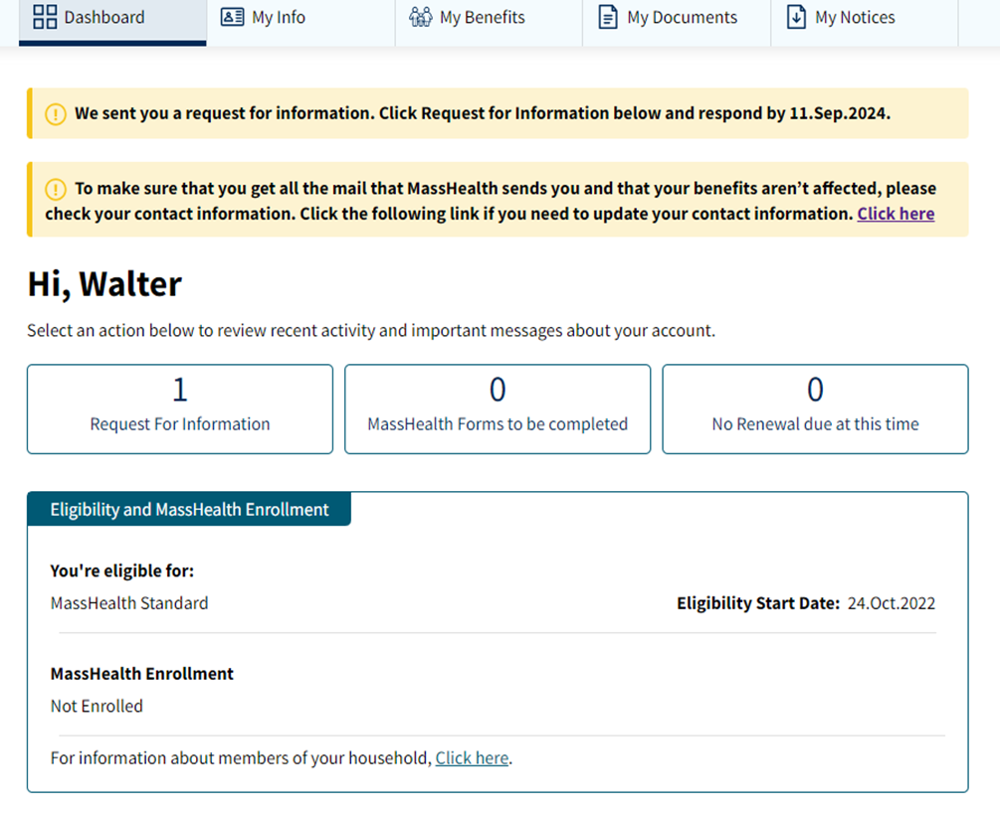 Dashboard
My Info
My Benefits
My Documents
My Notices
We sent you a request for information. Click Request for Information below and respond by 11.Sep.2024.
To make sure that you get all the mail that MassHealth sends you and that your benefits aren’t affected, please
check your contact information. Click the following link if you need to update your contact information. Click here
Hi, Walter
Select an action below to review recent activity and important messages about your account.
1
Request For Information
0
MassHealth Forms to be completed
0
No Renewal due at this time
Eligibility and MassHealth Enrollment
You're eligible for:
MassHealth Standard
Eligibility Start Date: 24.Oct.2022
MassHealth Enrollment
Not Enrolled
For information about members of your household, Click here.